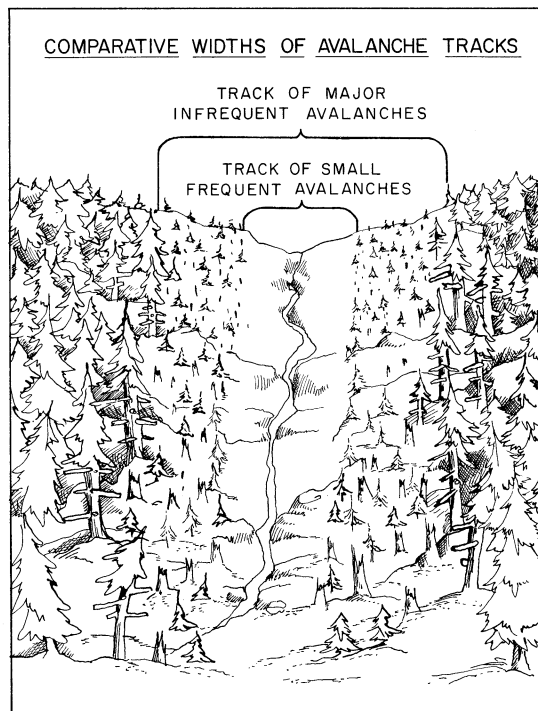 COMPARATIVE WIDTHS OF AVALANCHE TRACKS
TRACK OF MAJOR
INFREQUENT AVALANCHES
TRACK OF SMALL
FREQUENT AVALANCHES